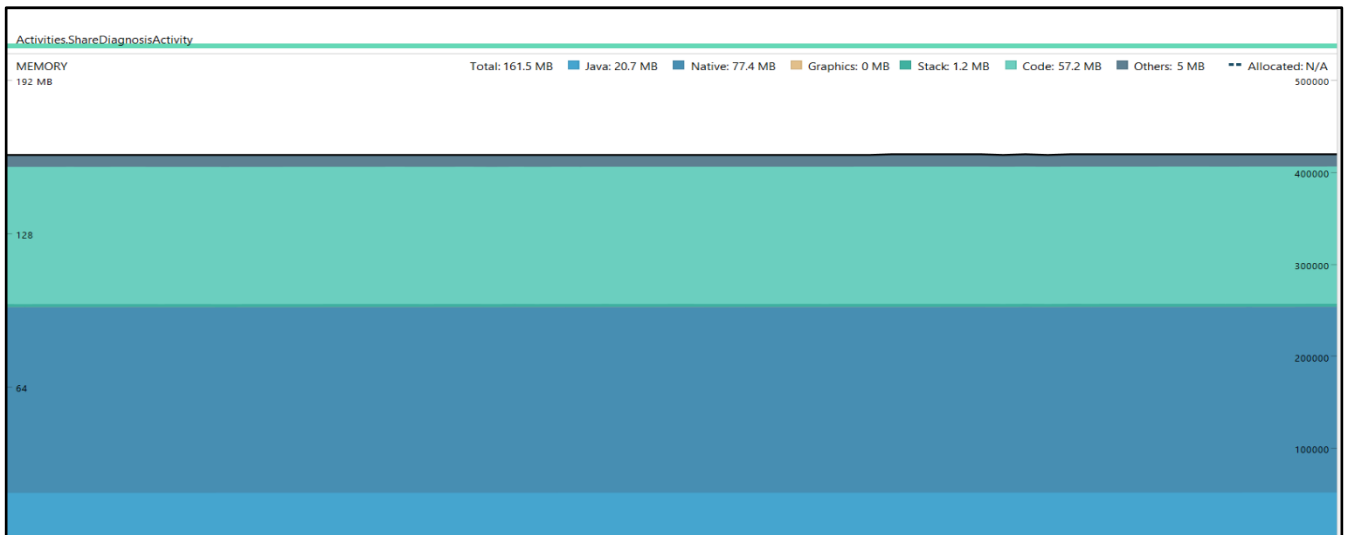 Activities.ShareDiagnosisActivity
MEMORY Total: 161.5 MB Java: 20.7 MB Native: 77.4 MB Graphics: 0 MB Stack: 1.2 MB Code: 57.2 MB Others: 5 MB Allocated: N/A
192 MB 500000
400000
128
300000
200000
64
100000